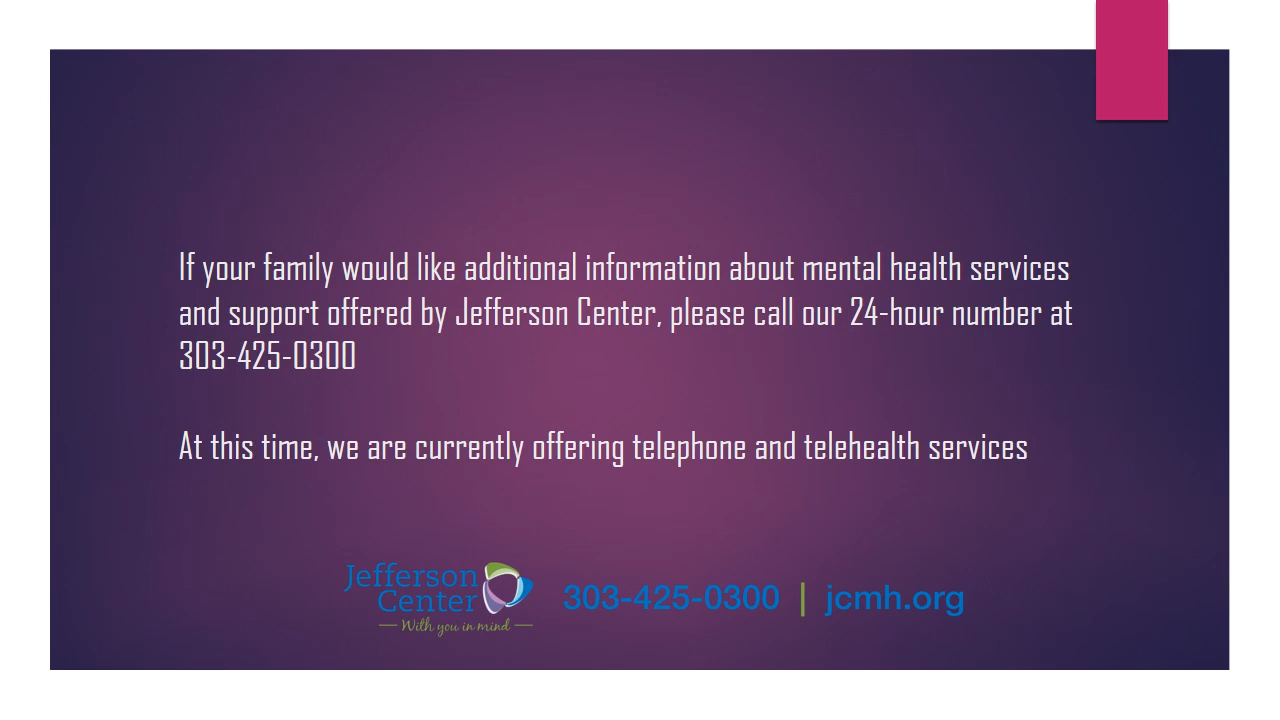 If your family would like additional information about mental health services
and support offered by Jefferson Center, please call our 24-hour number at
303-425-0300
At this time, we are currently offering telephone and telehealth services
Jefferson
Center
With you in mind
303-425-0300 | jcmh.org